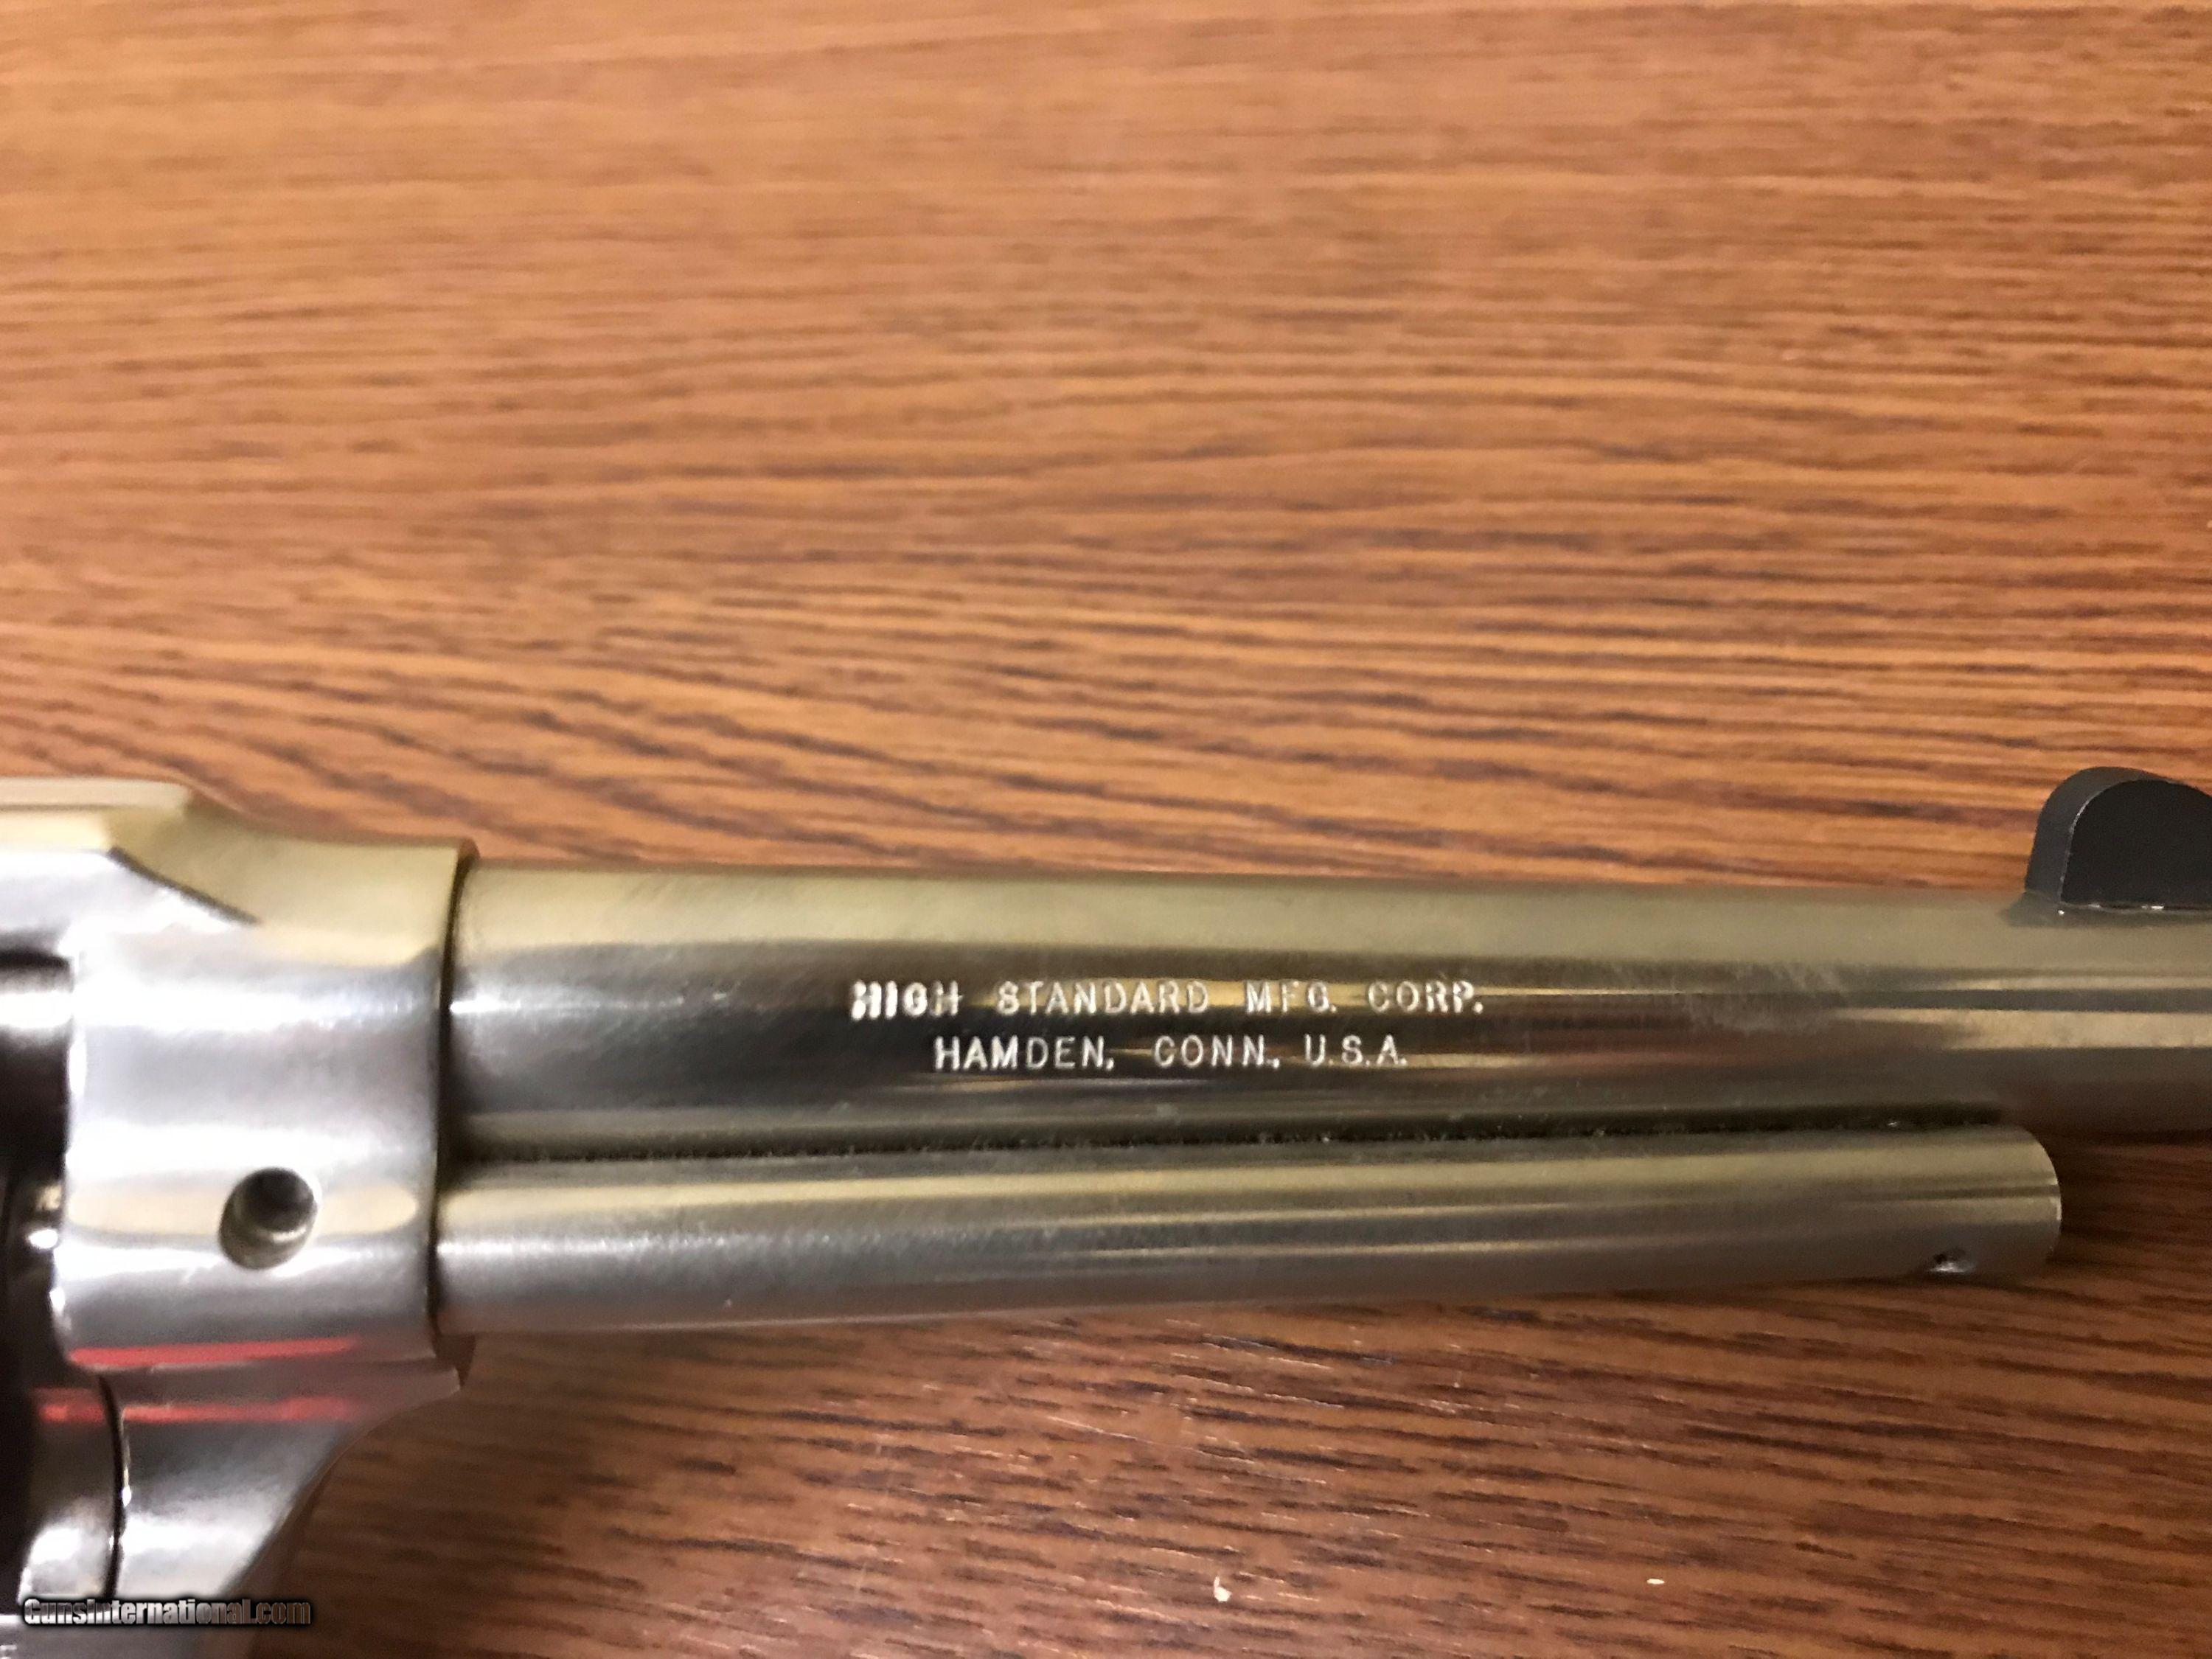 HIGH STANDARD MFG. CORP.
HAMDEN, CONN., U.S.A.
GunsInternational.com